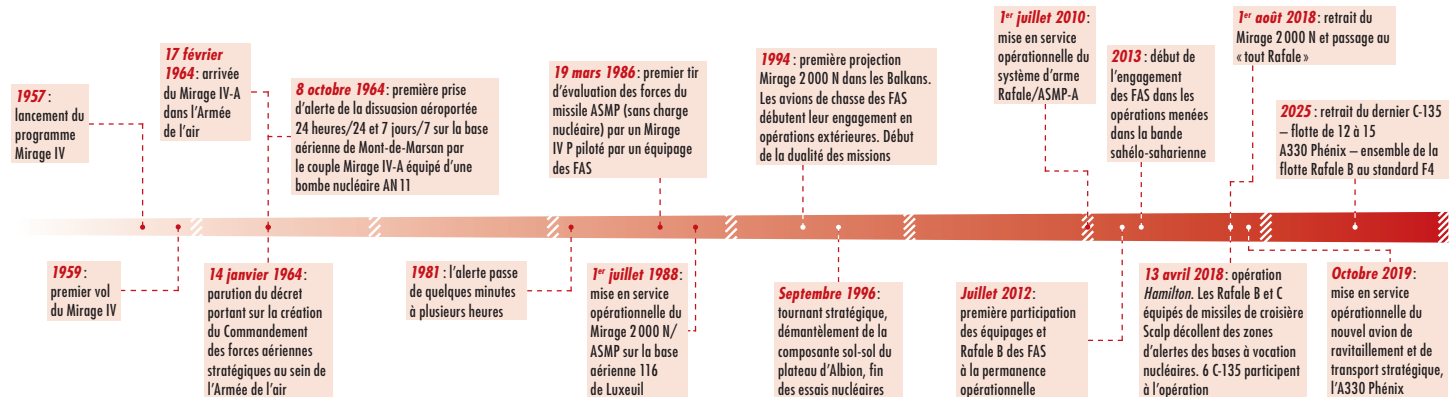 1957 :
lancement du
programme
Mirage IV
17 février
1964 : arrivée
du Mirage IV-A
dans l'Armée
de l'air
8 octobre 1964 : première prise
d'alerte de la dissuasion aéroportée
24 heures/24 et 7 jours/7 sur la base
aérienne de Mont-de-Marsan par
le couple Mirage IV-A équipé d'une
bombe nucléaire AN 11
19 mars 1986 : premier tir
d'évaluation des forces du
missile ASMP (sans charge
nucléaire) par un Mirage
IV P piloté par un équipage
des FAS
1994 : première projection
Mirage 2 000 N dans les Balkans.
Les avions de chasse des FAS
débutent leur engagement en
opérations extérieures. Début
de la dualité des missions
1er juillet 2010 :
mise en service
opérationnelle du
système d'arme
Rafale/ASMP-A
2013 : début de
l'engagement
des FAS dans les
opérations menées
dans la bande
sahélo-saharienne
1er août 2018 : retrait du
Mirage 2 000 N et passage au
« tout Rafale »
2025 : retrait du dernier C-135
– flotte de 12 à 15
A330 Phénix – ensemble de la
flotte Rafale B au standard F4
1959 :
premier vol
du Mirage IV
14 janvier 1964 :
parution du décret
portant sur la création
du Commandement
des forces aériennes
stratégiques au sein de
l'Armée de l'air
1981 : l'alerte passe
de quelques minutes
à plusieurs heures
1er juillet 1988 :
mise en service
opérationnelle du
Mirage 2 000 N/
ASMP sur la base
aérienne 116
de Luxeuil
Septembre 1996 :
tournant stratégique,
démantèlement de la
composante sol-sol du
plateau d'Albion, fin
des essais nucléaires
Juillet 2012 :
première participation
des équipages et
Rafale B des FAS
à la permanence
opérationnelle
13 avril 2018 : opération
Hamilton. Les Rafale B et C
équipés de missiles de croisière
Scalp décollent des zones
d'alertes des bases à vocation
nucléaires. 6 C-135 participent
à l'opération
Octobre 2019 :
mise en service
opérationnelle du
nouvel avion de
ravitaillement et de
transport stratégique,
l'A330 Phénix